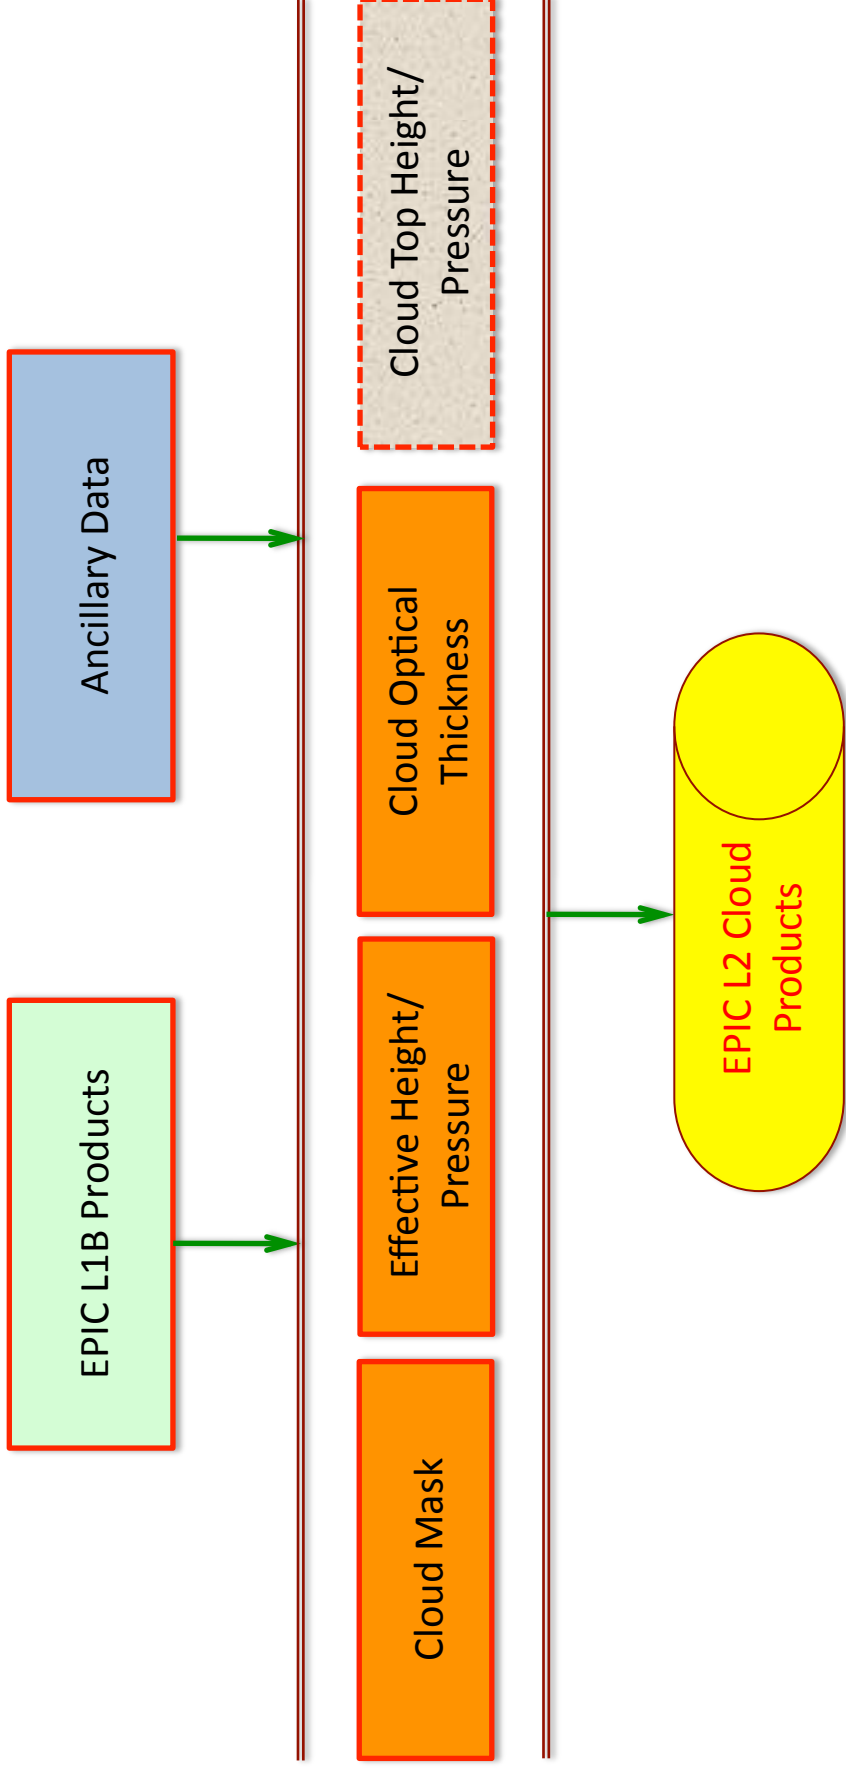 EPIC L1B Products
Ancillary Data
Cloud Mask
Effective Height/
Pressure
Cloud Optical
Thickness
Cloud Top Height/
Pressure
EPIC L2 Cloud
Products